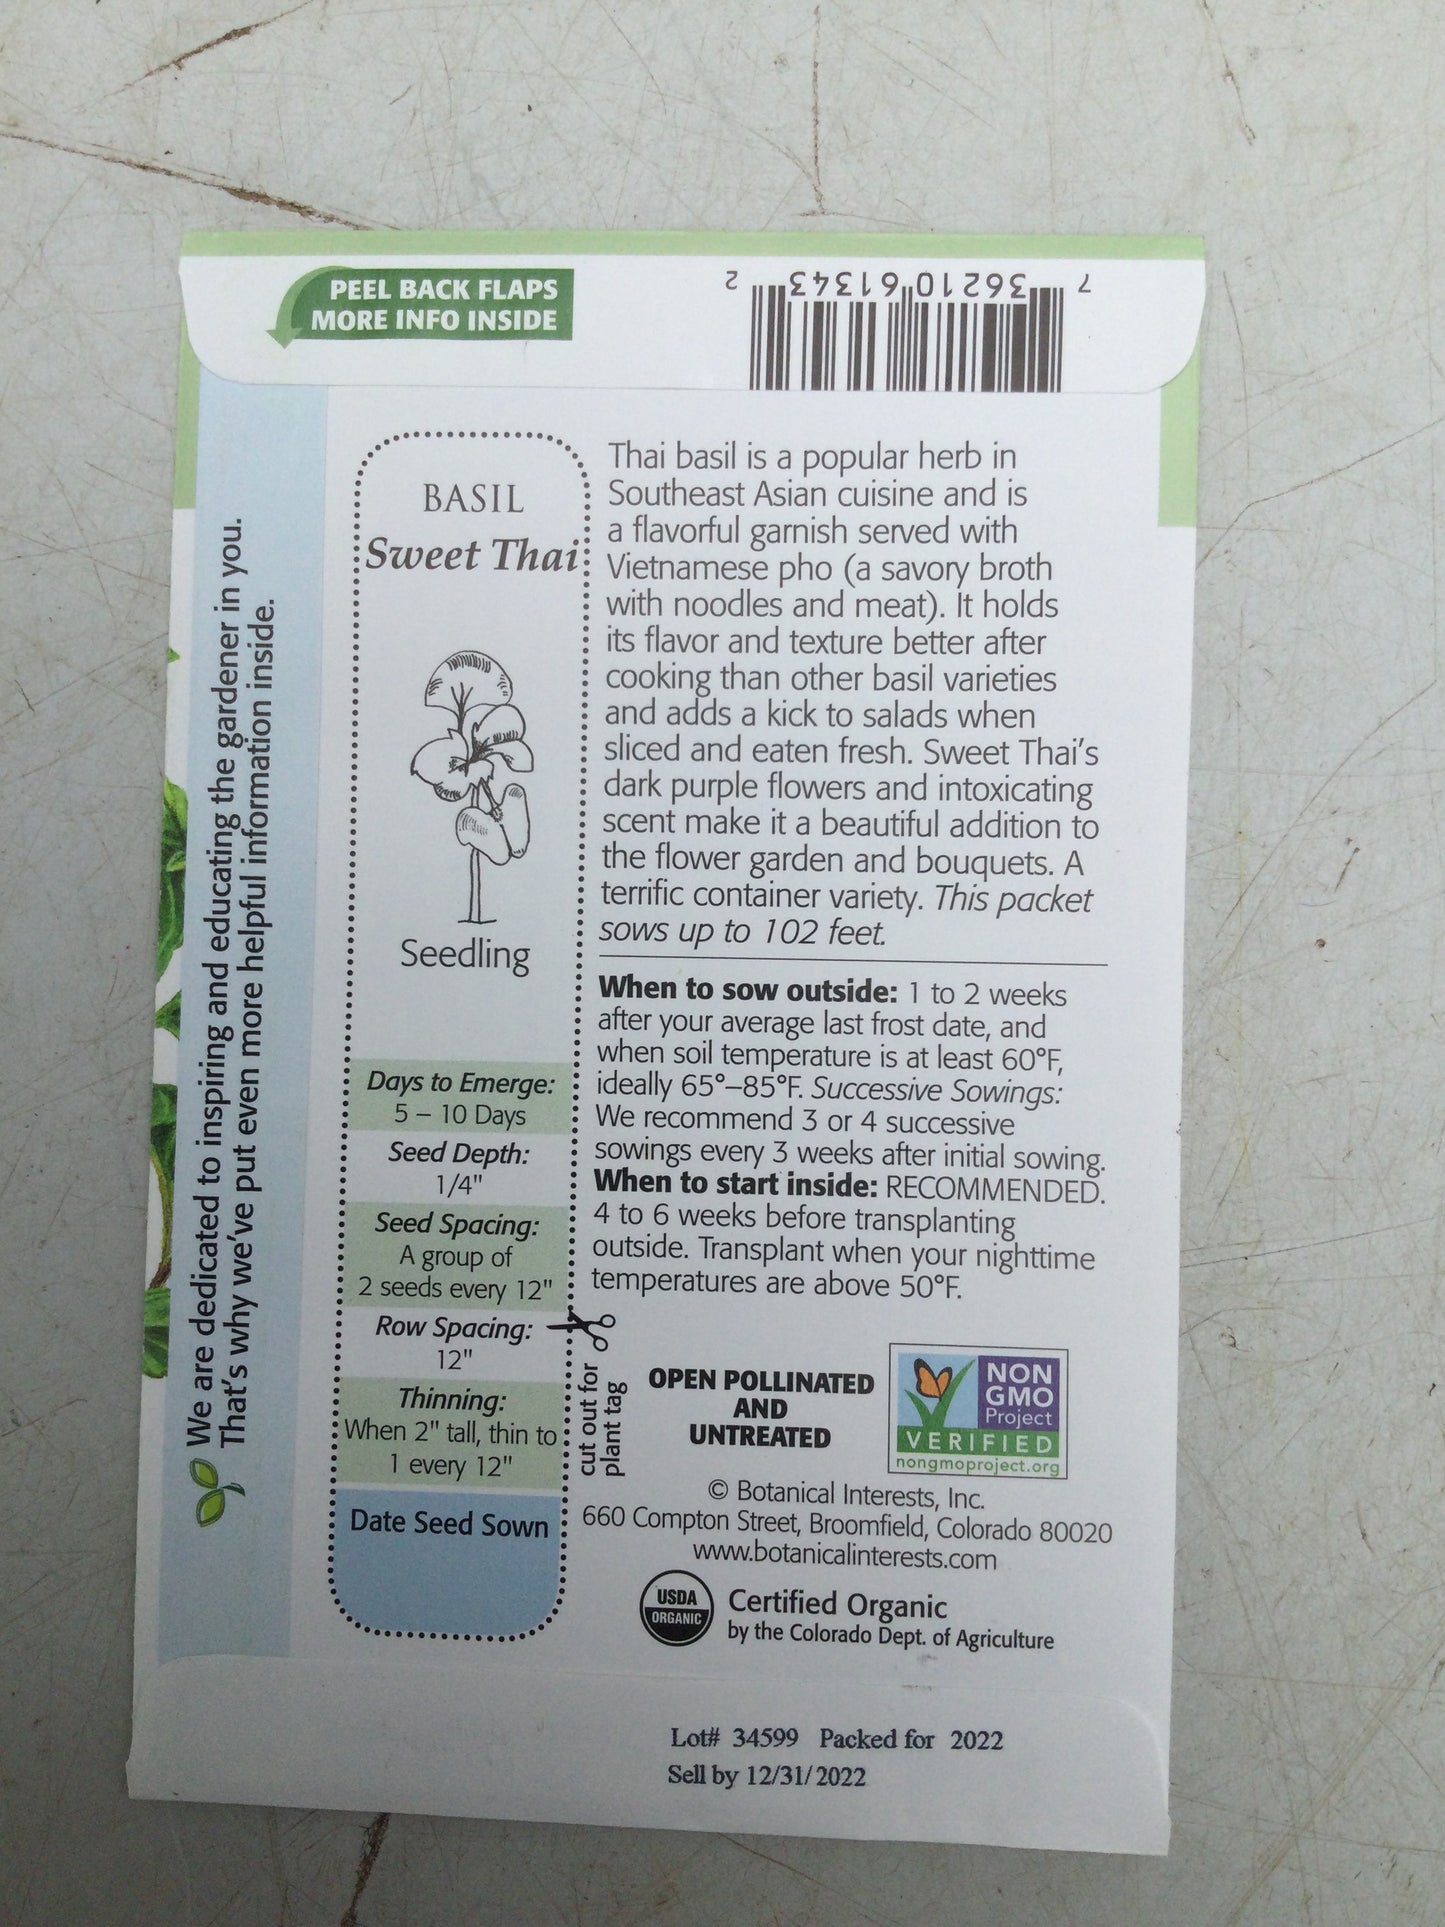 PEEL BACK FLAPS
MORE INFO INSIDE
7 36210 61343 2
We are dedicated to inspiring and educating the gardener in you.
That's why we've put even more helpful information inside.
BASIL
Sweet Thai
Seedling
Days to Emerge:
5 – 10 Days
Seed Depth:
1/4"
Seed Spacing:
A group of
2 seeds every 12"
Row Spacing:
12"
Thinning:
When 2" tall, thin to
1 every 12"
Date Seed Sown
cut out for
plant tag
Thai basil is a popular herb in
Southeast Asian cuisine and is
a flavorful garnish served with
Vietnamese pho (a savory broth
with noodles and meat). It holds
its flavor and texture better after
cooking than other basil varieties
and adds a kick to salads when
sliced and eaten fresh. Sweet Thai's
dark purple flowers and intoxicating
scent make it a beautiful addition to
the flower garden and bouquets. A
terrific container variety. This packet
sows up to 102 feet.
When to sow outside: 1 to 2 weeks
after your average last frost date, and
when soil temperature is at least 60°F,
ideally 65°–85°F. Successive Sowings:
We recommend 3 or 4 successive
sowings every 3 weeks after initial sowing.
When to start inside: RECOMMENDED.
4 to 6 weeks before transplanting
outside. Transplant when your nighttime
temperatures are above 50°F.
OPEN POLLINATED
AND
UNTREATED
NON
GMO
Project
VERIFIED
nongmoproject.org
© Botanical Interests, Inc.
660 Compton Street, Broomfield, Colorado 80020
www.botanicalinterests.com
USDA
ORGANIC
Certified Organic
by the Colorado Dept. of Agriculture
Lot# 34599 Packed for 2022
Sell by 12/31/2022